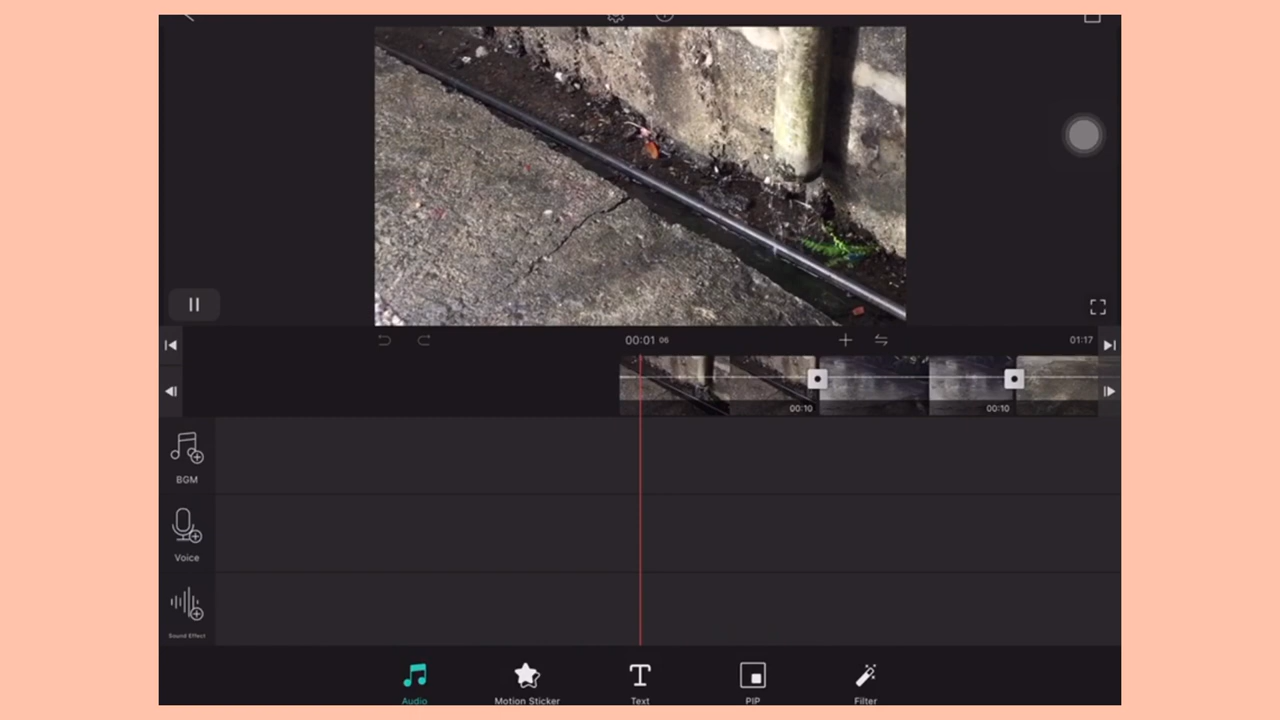 00:01 06
01:17
00:10
00:10
BGM
Voice
Sound Effect
Audio
Motion Sticker
Text
PIP
Filter